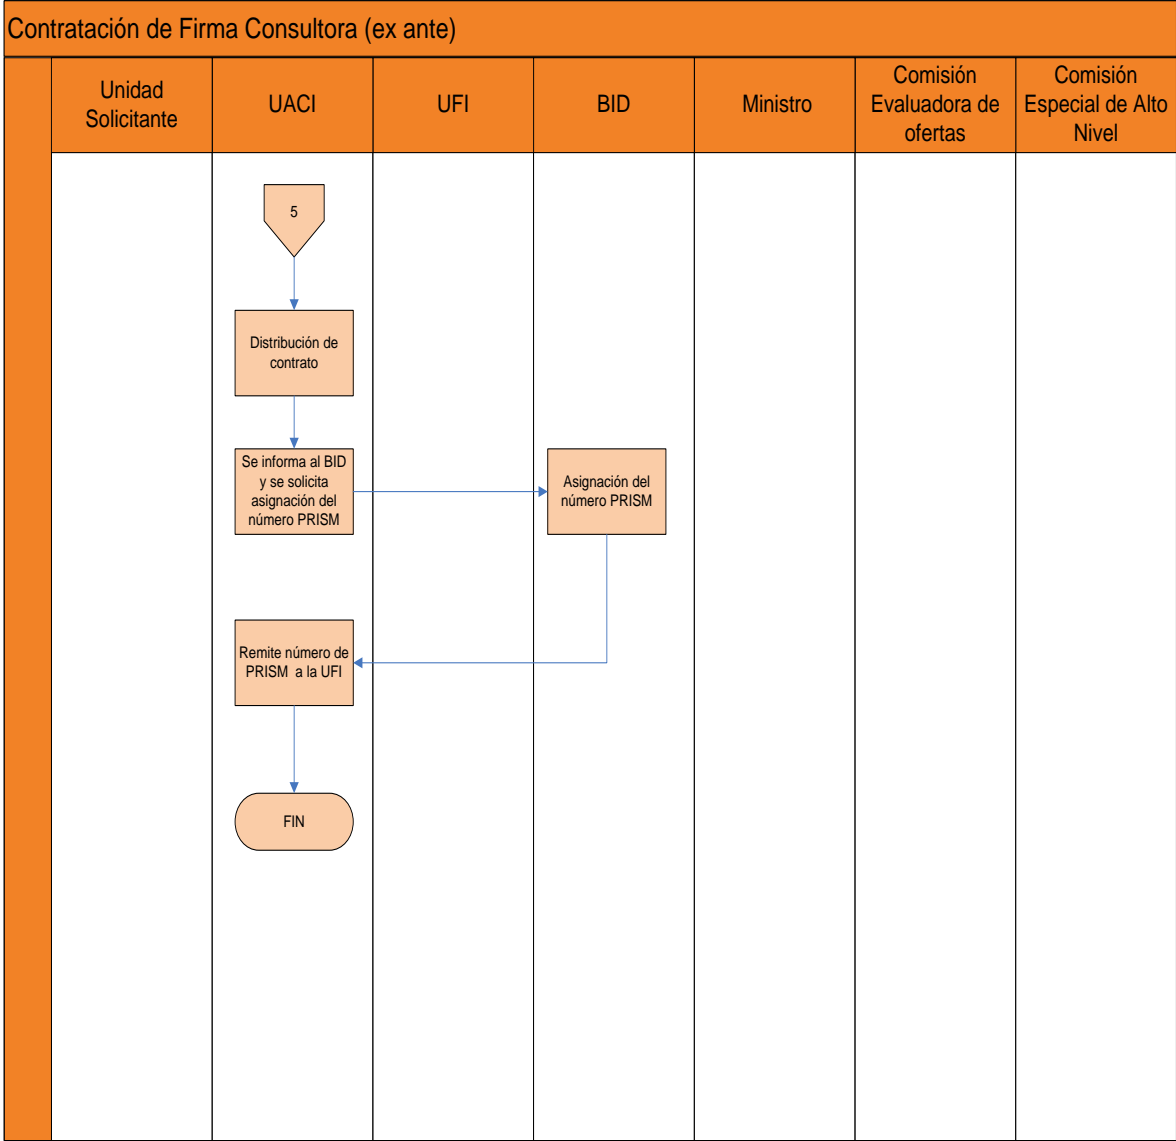 Contratación de Firma Consultora (ex ante)
Unidad
Solicitante
UACI
UFI
BID
Ministro
Comisión
Evaluadora de
ofertas
Comisión
Especial de Alto
Nivel
5
Distribución de
contrato
Se informa al BID
y se solicita
asignación del
número PRISM
Asignación del
número PRISM
Remite número de
PRISM a la UFI
FIN